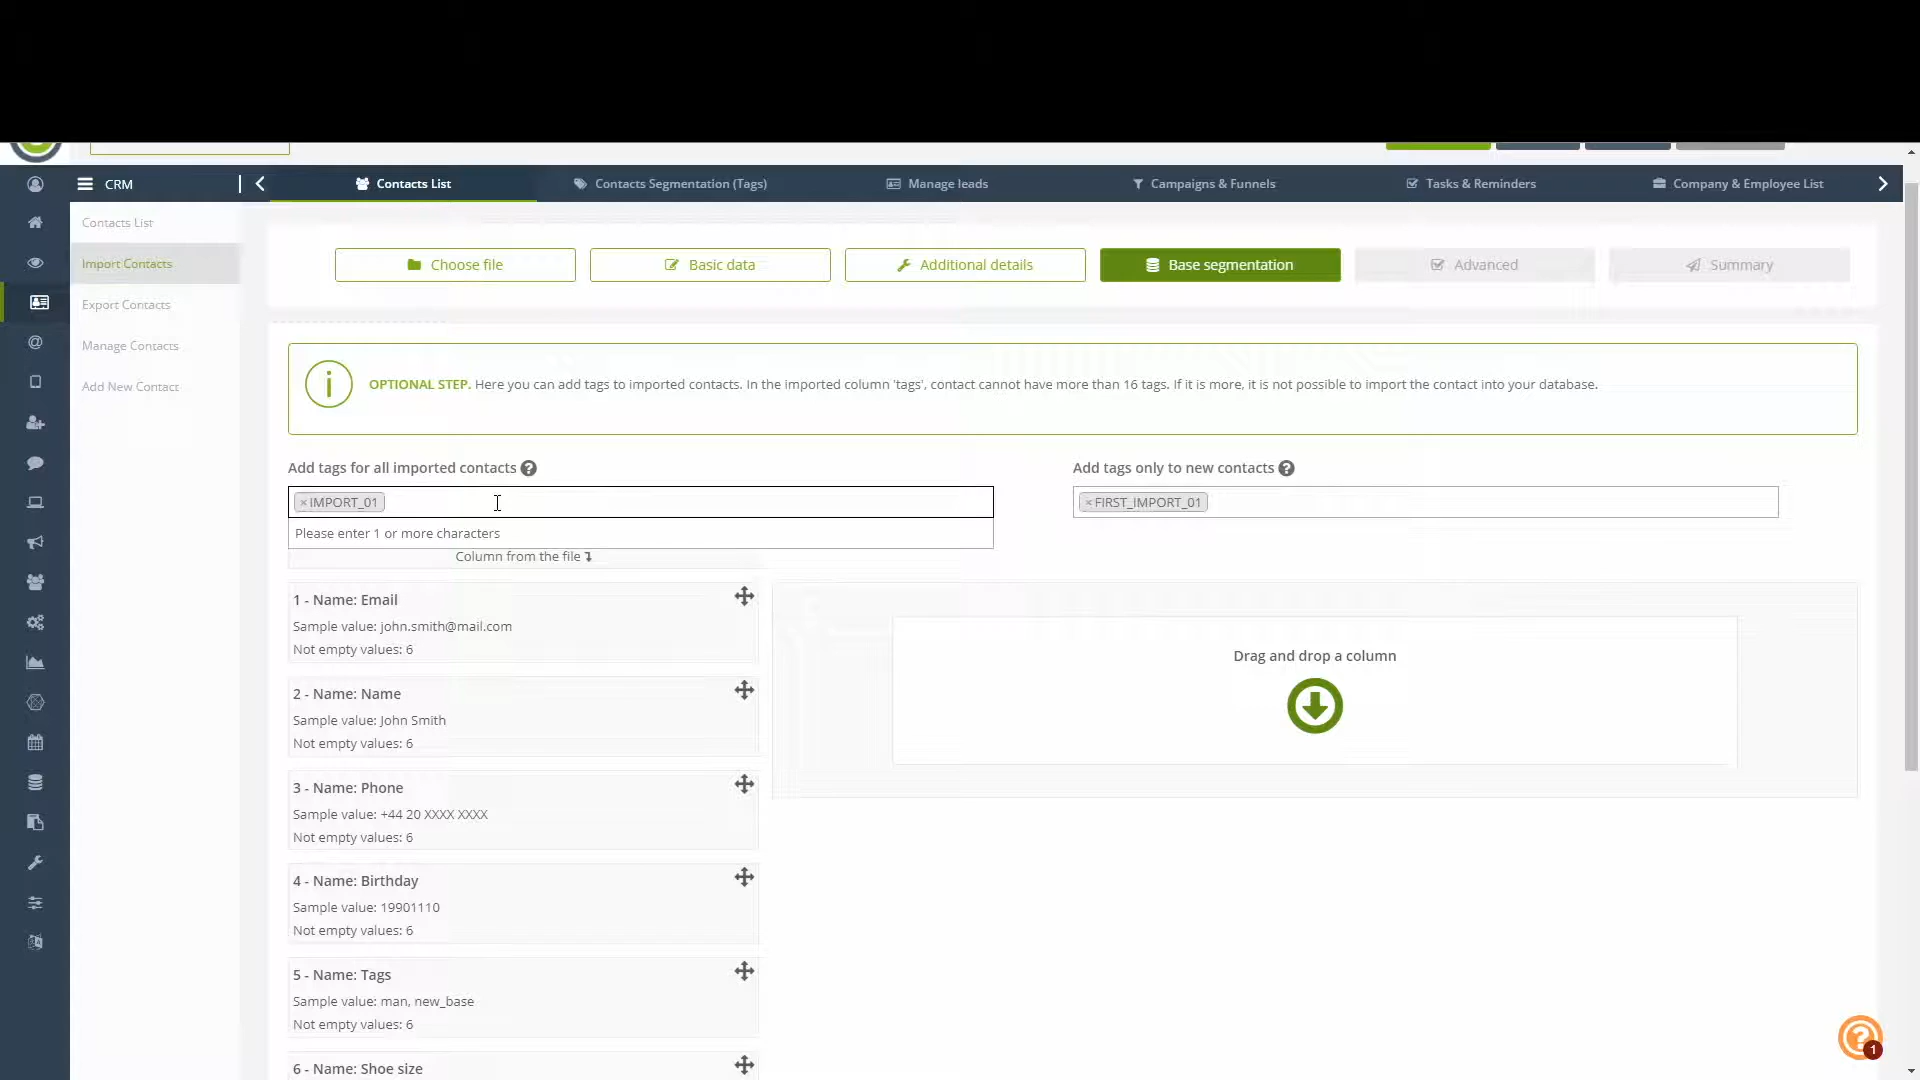 CRM
Contacts List
Contacts Segmentation (Tags)
Manage leads
Campaigns & Funnels
Tasks & Reminders
Company & Employee List
Contacts List
Import Contacts
Export Contacts
Manage Contacts
Add New Contact
Choose file
Basic data
Additional details
Base segmentation
Advanced
Summary
OPTIONAL STEP. Here you can add tags to imported contacts. In the imported column 'tags', contact cannot have more than 16 tags. If it is more, it is not possible to import the contact into your database.
Add tags for all imported contacts ?
× IMPORT_01
Please enter 1 or more characters
Add tags only to new contacts ?
× FIRST_IMPORT_01
Column from the file
1 - Name: Email
Sample value: john.smith@mail.com
Not empty values: 6
2 - Name: Name
Sample value: John Smith
Not empty values: 6
3 - Name: Phone
Sample value: +44 20 XXXX XXXX
Not empty values: 6
4 - Name: Birthday
Sample value: 19901110
Not empty values: 6
5 - Name: Tags
Sample value: man, new_base
Not empty values: 6
6 - Name: Shoe size
Drag and drop a column
1